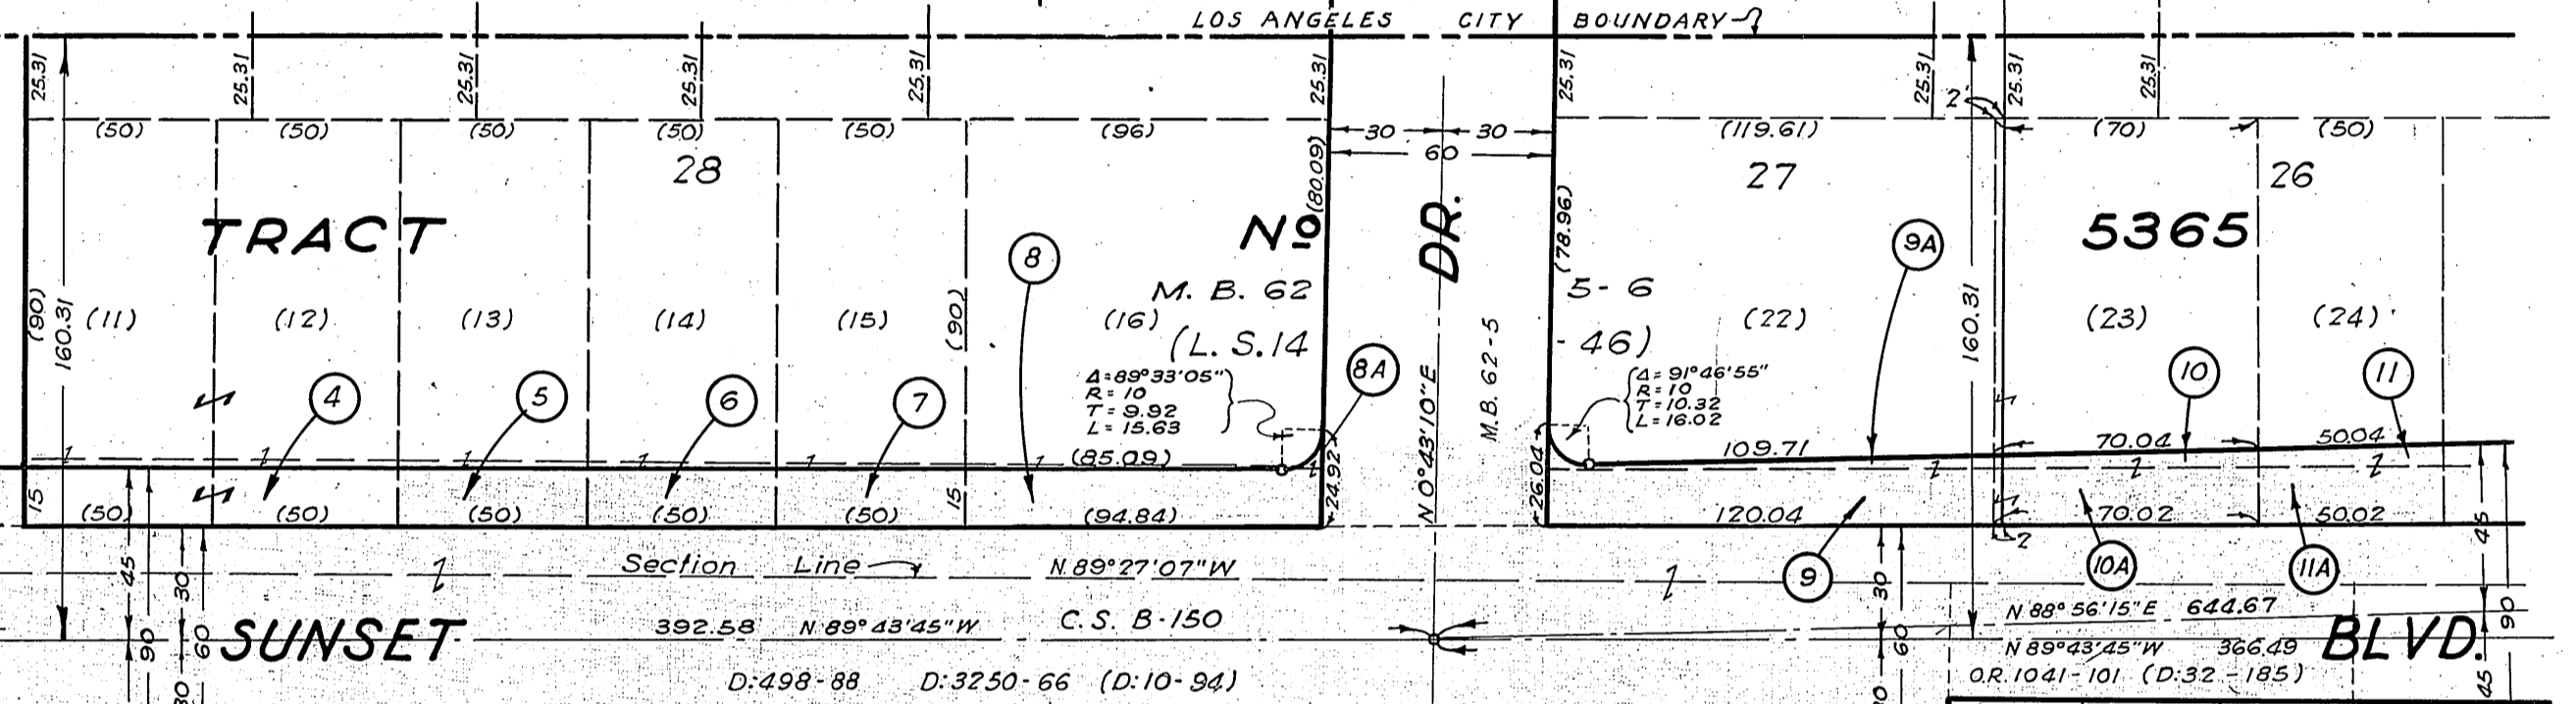 LOS ANGELES CITY BOUNDARY
25.31 25.31 25.31 25.31 25.31 25.31 25.31 25.31 25.31 25.31
2'
(50) (50) (50) (50) (50) (96) 30 30 (119.61) (70) (50)
60
28 27 26
(80.09) (78.96)
TRACT Nº DR. 5365
8 9A
M. B. 62 5-6
(90) 160.31 (11) (12) (13) (14) (15) (90) (16) (22) 160.31 (23) (24)
(L. S. 14 -46)
M.B. 62-5
N 0°43'10"E
4 5 6 7 8A 10 11
Δ=89°33'05"
R=10
T=9.92
L=15.63
Δ=91°46'55"
R=10
T=10.32
L=16.02
(85.09) 109.71 70.04 50.04
24.92 26.04
15 (50) (50) (50) (50) (50) 15 (94.84) 120.04 70.02 50.02
2
9 10A 11A
Section Line N.89°27'07"W
45 30 30 45
90 60 60 90
N 88°56'15"E 644.67
392.58 N 89°43'45"W C.S. B-150
SUNSET BLVD.
N 89°43'45"W 366.49
O.R. 1041-101 (D:32-185)
D:498-88 D:3250-66 (D:10-94)
30 45